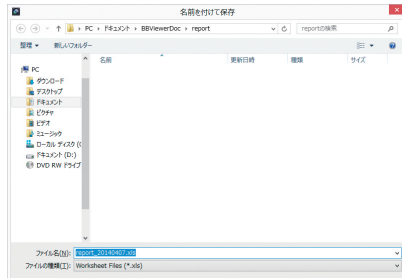 名前を付けて保存
PC ▸ ドキュメント ▸ BBViewerDoc ▸ report
reportの検索
整理 ▼ 新しいフォルダー
名前 更新日時 種類 サイズ
PC
ダウンロード
デスクトップ
ドキュメント
ピクチャ
ビデオ
ミュージック
ローカル ディスク (C
ドキュメント (D:)
DVD RW ドライブ
ファイル名(N): report_20140407.xls
ファイルの種類(T): Worksheet Files (*.xls)